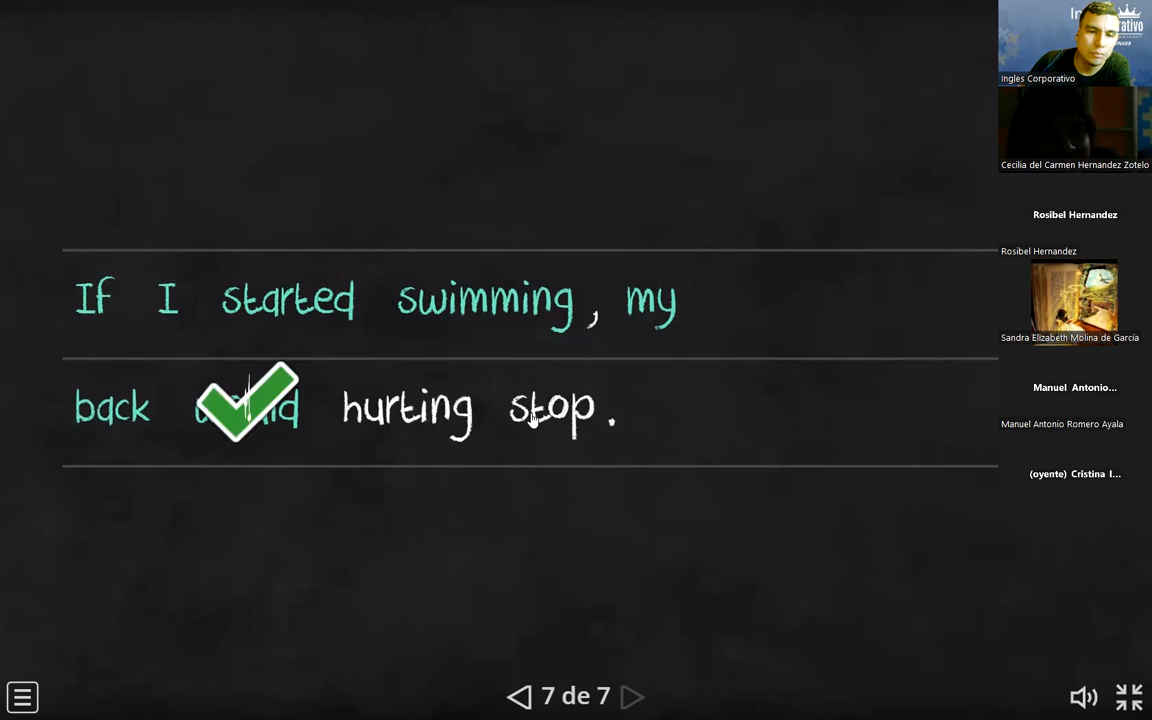 If I started swimming, my
back hurting stop.
7 de 7
Ingles Corporativo
Cecilia del Carmen Hernandez Zotelo
Rosibel Hernandez
Rosibel Hernandez
Sandra Elizabeth Molina de García
Manuel Antonio...
Manuel Antonio Romero Ayala
(oyente) Cristina I...